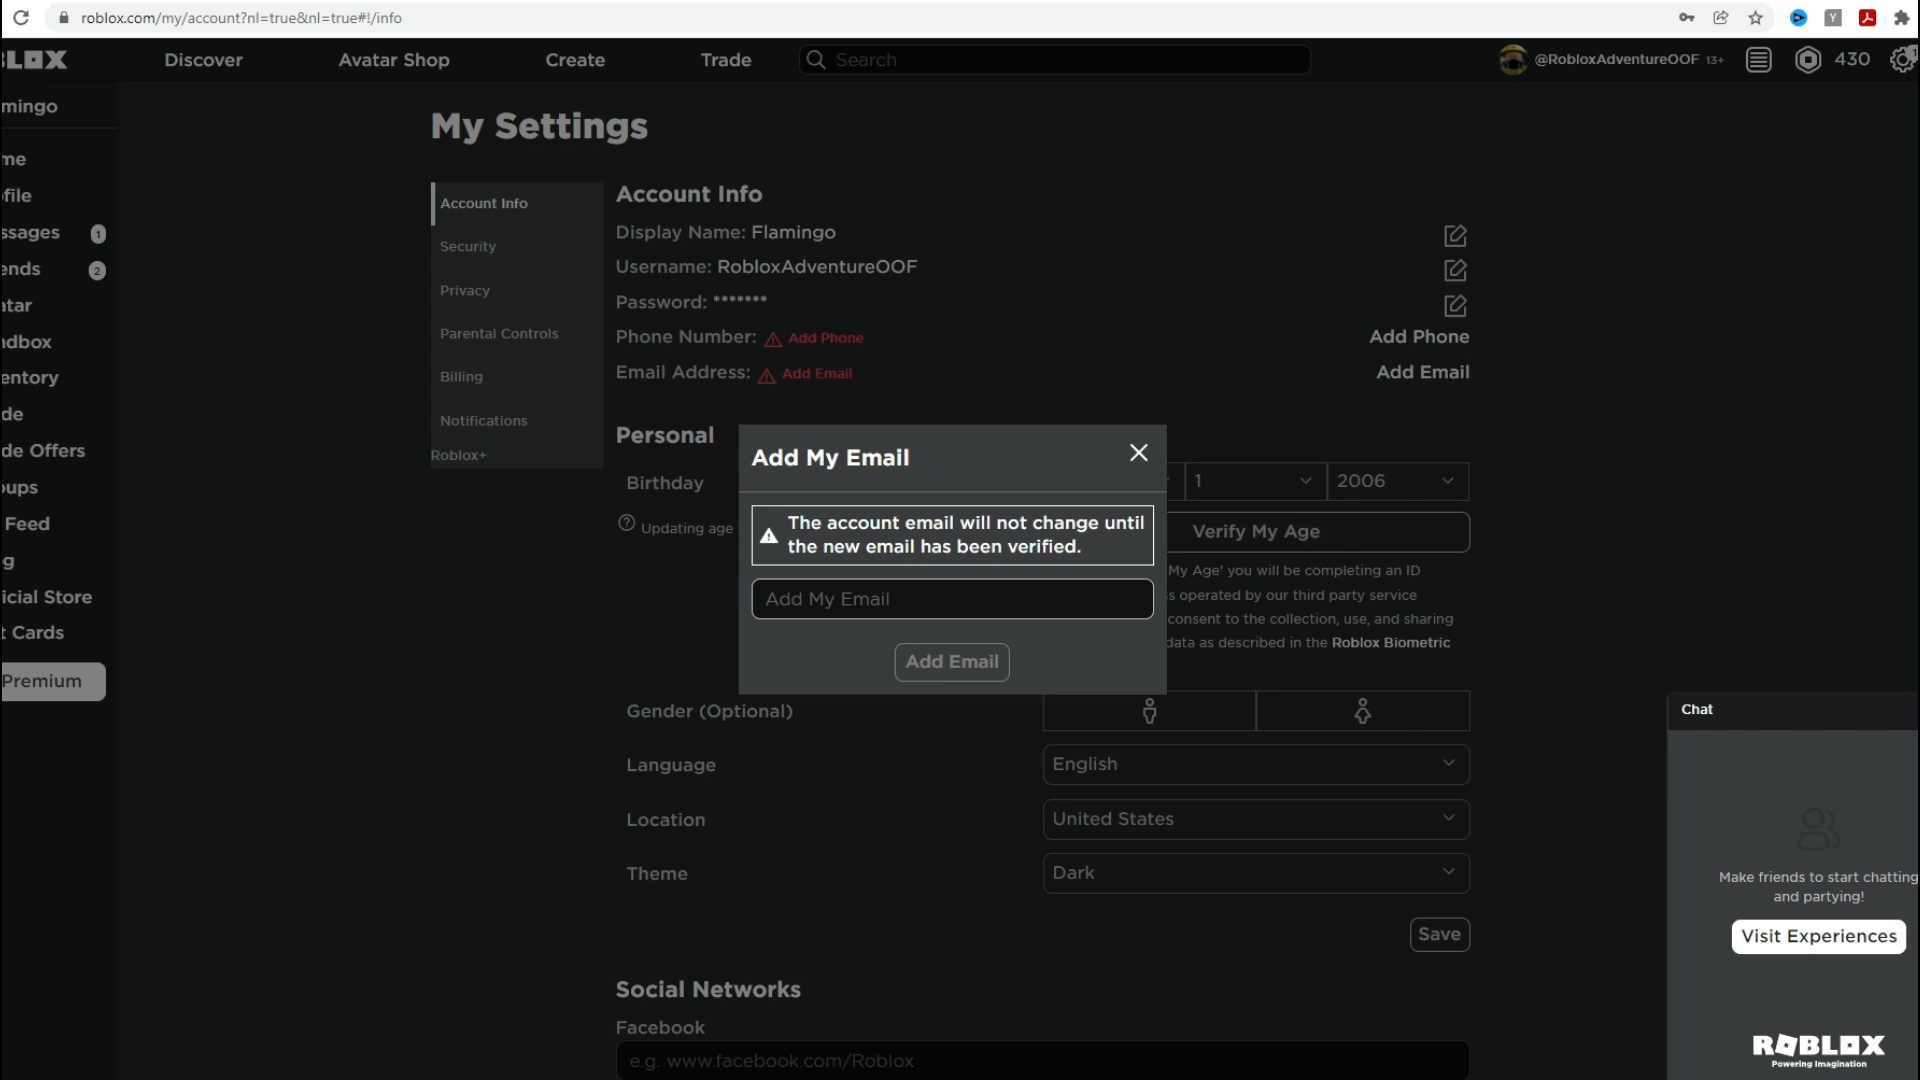 roblox.com/my/account?nl=true&nl=true#!/info
BLOX
Discover
Avatar Shop
Create
Trade
Search
@RobloxAdventureOOF 13+
430
1
mingo
me
file
ssages 1
ends 2
atar
ndbox
entory
de
de Offers
oups
Feed
g
icial Store
t Cards
Premium
My Settings
Account Info
Security
Privacy
Parental Controls
Billing
Notifications
Roblox+
Account Info
Display Name: Flamingo
Username: RobloxAdventureOOF
Password: *******
Phone Number: Add Phone
Add Phone
Email Address: Add Email
Add Email
Personal
Birthday
1
2006
Updating age
Verify My Age
My Age' you will be completing an ID
s operated by our third party service
consent to the collection, use, and sharing
data as described in the Roblox Biometric
Add My Email
The account email will not change until
the new email has been verified.
Add My Email
Add Email
Gender (Optional)
Language
English
Location
United States
Theme
Dark
Save
Social Networks
Facebook
e.g. www.facebook.com/Roblox
Chat
Make friends to start chatting
and partying!
Visit Experiences
ROBLOX
Powering Imagination